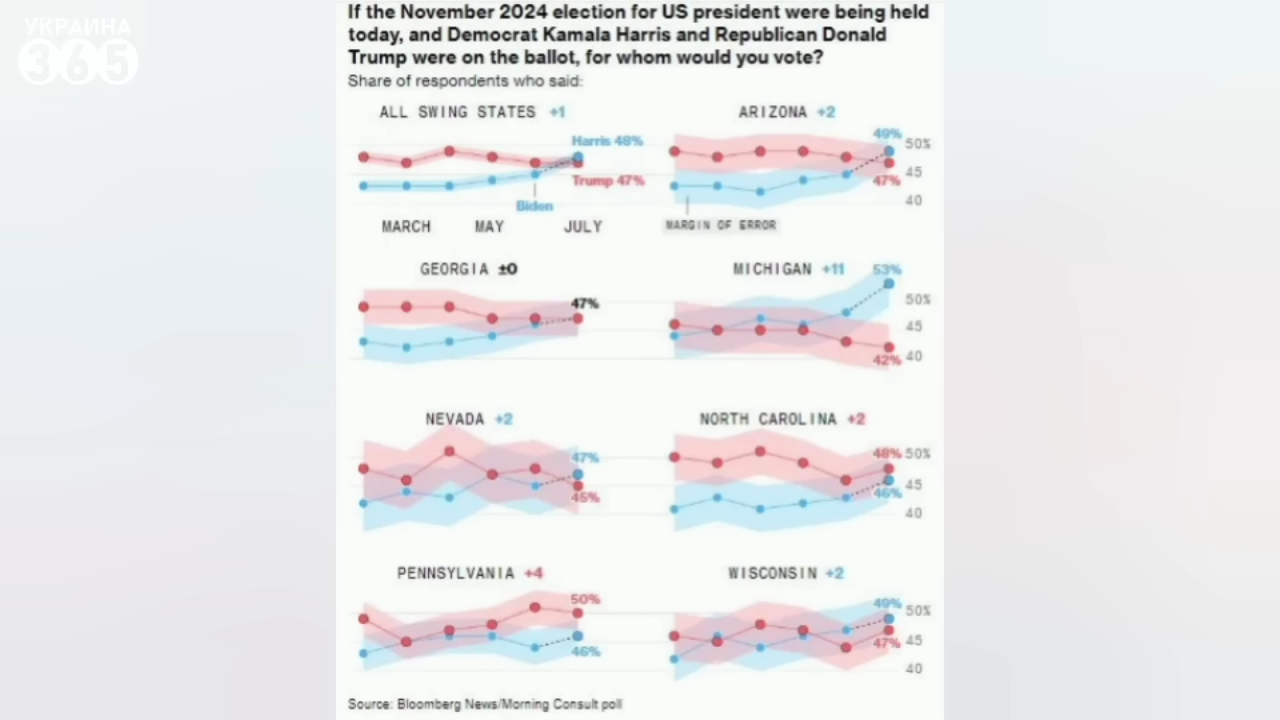 УКРАИНА
365
If the November 2024 election for US president were being held
today, and Democrat Kamala Harris and Republican Donald
Trump were on the ballot, for whom would you vote?
Share of respondents who said:
ALL SWING STATES +1
Harris 48%
Trump 47%
Biden
MARCH MAY JULY
ARIZONA +2
49%
50%
45
47%
40
MARGIN OF ERROR
GEORGIA ±0
47%
MICHIGAN +11
53%
50%
45
40
42%
NEVADA +2
47%
45%
NORTH CAROLINA +2
48%
50%
45
46%
40
PENNSYLVANIA +4
50%
46%
WISCONSIN +2
49%
50%
45
47%
40
Source: Bloomberg News/Morning Consult poll